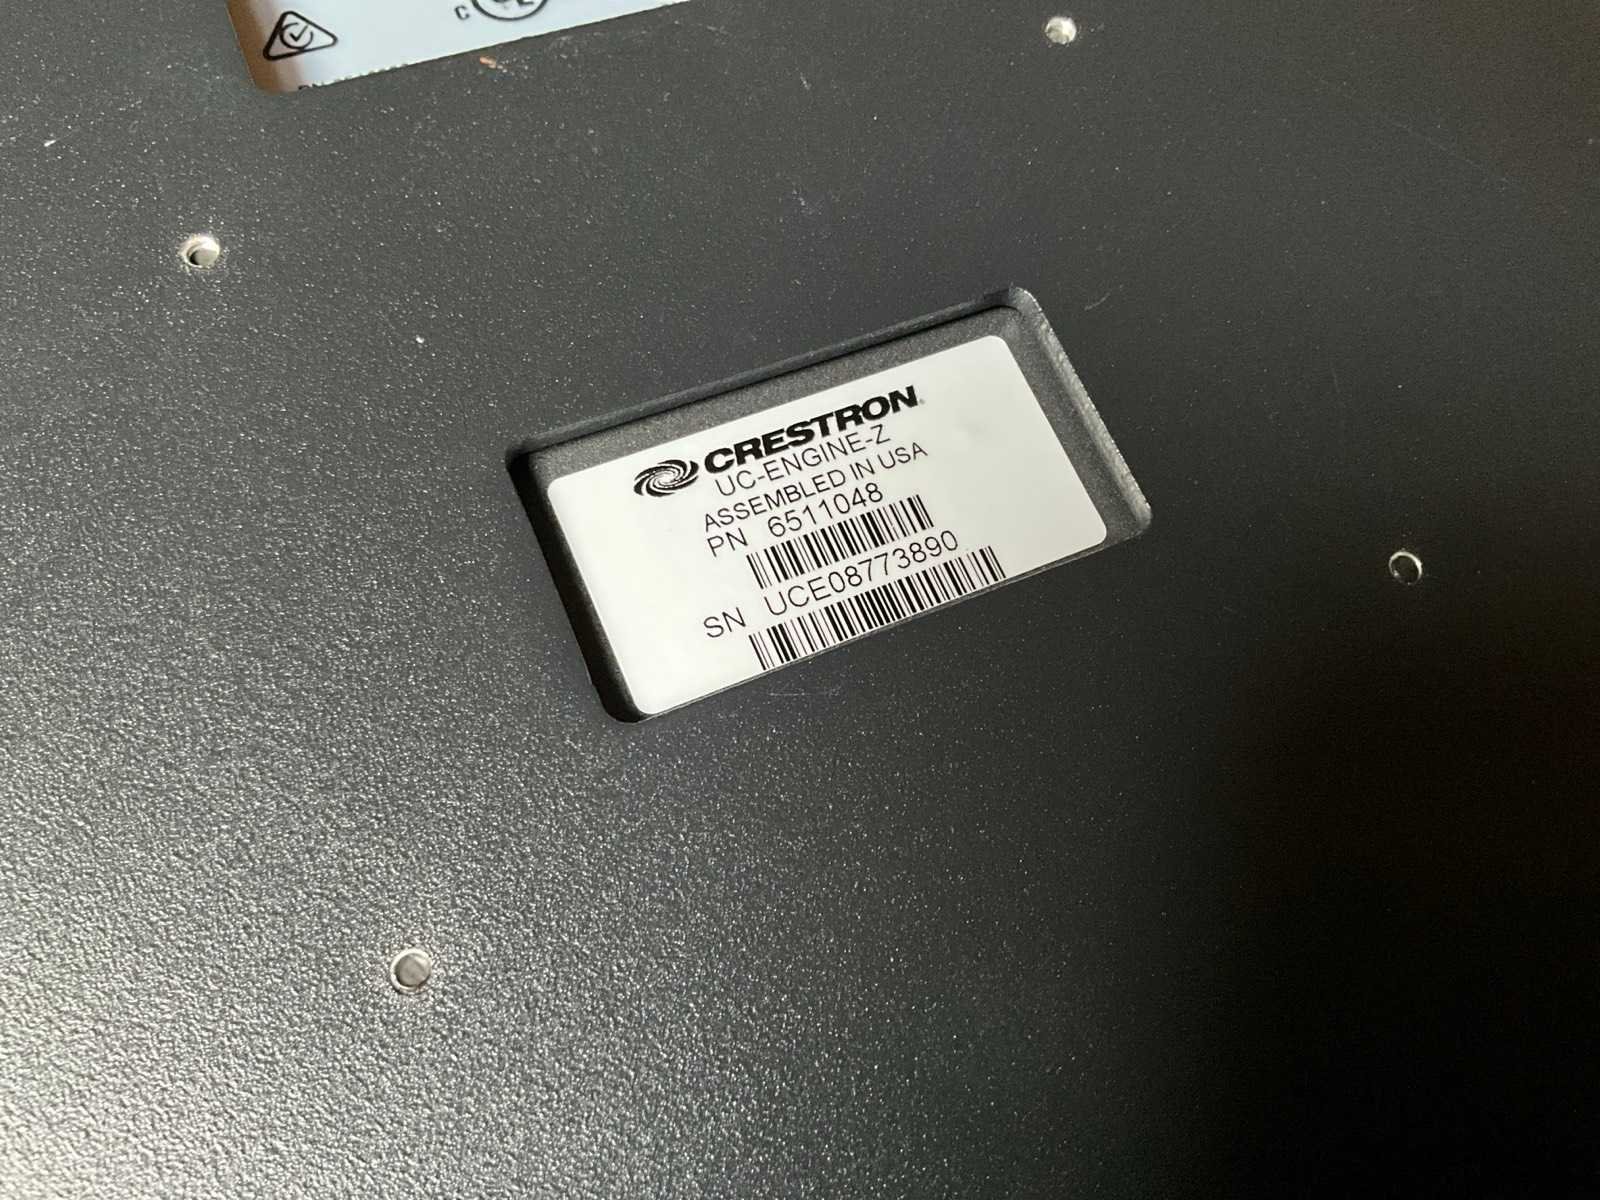 CRESTRON
UC-ENGINE-Z
ASSEMBLED IN USA
PN 6511048
SN UCE08773890